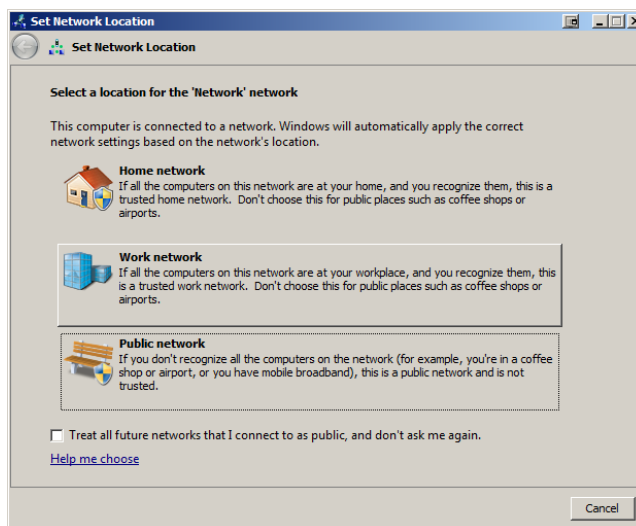 Set Network Location
Set Network Location
Select a location for the 'Network' network
This computer is connected to a network. Windows will automatically apply the correct
network settings based on the network's location.
Home network
If all the computers on this network are at your home, and you recognize them, this is a
trusted home network. Don't choose this for public places such as coffee shops or
airports.
Work network
If all the computers on this network are at your workplace, and you recognize them, this
is a trusted work network. Don't choose this for public places such as coffee shops or
airports.
Public network
If you don't recognize all the computers on the network (for example, you're in a coffee
shop or airport, or you have mobile broadband), this is a public network and is not
trusted.
Treat all future networks that I connect to as public, and don't ask me again.
Help me choose
Cancel